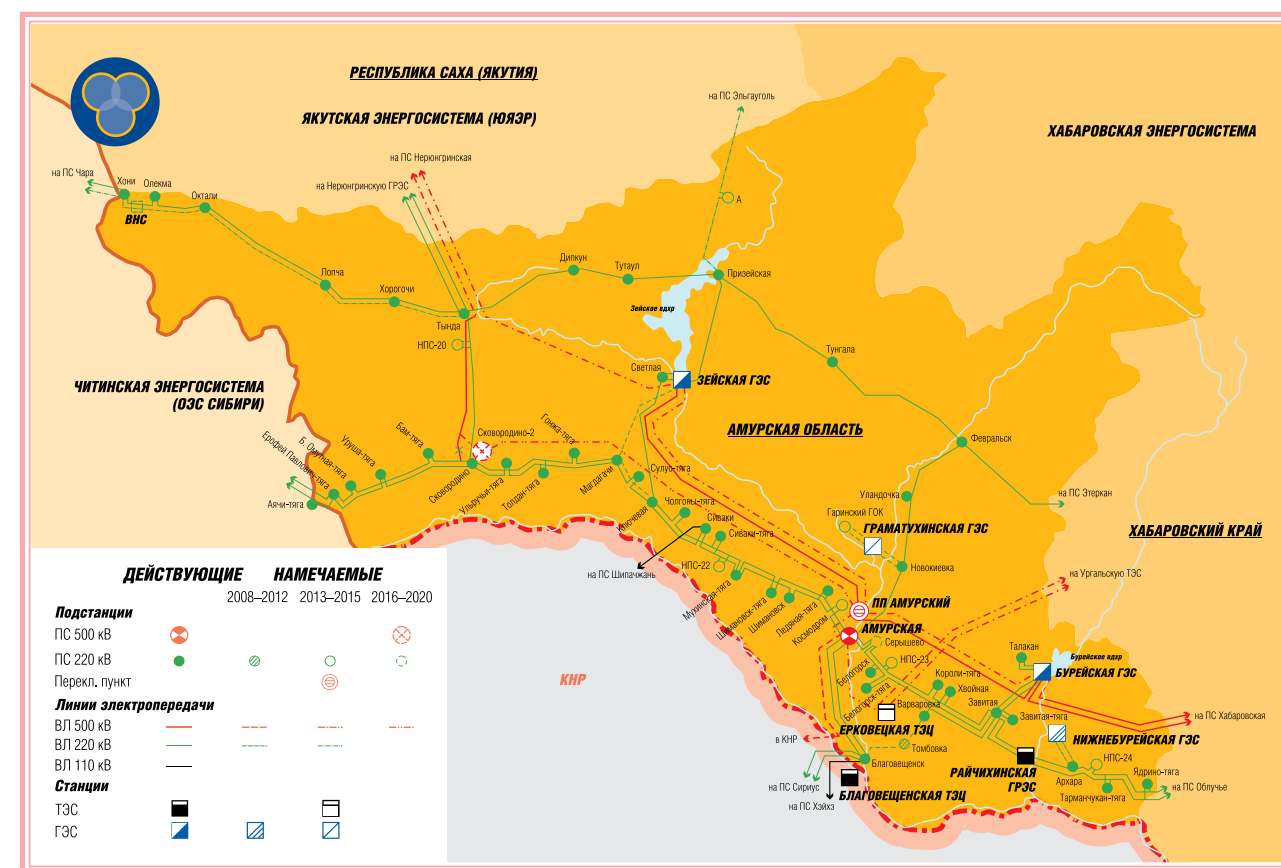 РЕСПУБЛИКА САХА (ЯКУТИЯ)
ЯКУТСКАЯ ЭНЕРГОСИСТЕМА (ЮЯЭР)
на ПС Эльгауголь
ХАБАРОВСКАЯ ЭНЕРГОСИСТЕМА
на ПС Нерюнгринская
на Нерюнгринскую ГРЭС
на ПС Чара
Хони
Олекма
Октали
ВНС
А
Лопча
Хорогочи
Тында
НПС-20
Дипкун
Тутаул
Призейская
Зейское вдхр
Тунгала
Светлая
ЗЕЙСКАЯ ГЭС
ЧИТИНСКАЯ ЭНЕРГОСИСТЕМА
(ОЭС СИБИРИ)
АМУРСКАЯ ОБЛАСТЬ
Февральск
Аячи-тяга
Ерофей Павлович-тяга
Б. Омутная-тяга
Уруша-тяга
Бам-тяга
Сковородино
Сковородино-2
Ульручьи-тяга
Толдан-тяга
Гонжа-тяга
Магдагачи
Сулус-тяга
Ключевая
Чолгоны-тяга
Сиваки
Сиваки-тяга
НПС-22
на ПС Шипачжань
Мухинская-тяга
Шимановск-тяга
Шимановск
Ледяная-тяга
Космодром
Уландочка
Гаринский ГОК
ГРАМАТУХИНСКАЯ ГЭС
Новокиевка
на ПС Этеркан
ХАБАРОВСКИЙ КРАЙ
на Ургальскую ТЭС
ПП АМУРСКИЙ
АМУРСКАЯ
Серышево
НПС-23
Белогорск
Белогорск-тяга
Короли-тяга
Хвойная
Варваровка
Завитая
Завитая-тяга
Талакан
Бурейское вдхр
БУРЕЙСКАЯ ГЭС
на ПС Хабаровская
ЕРКОВЕЦКАЯ ТЭЦ
НИЖНЕБУРЕЙСКАЯ ГЭС
в КНР
Томбовка
Благовещенск
РАЙЧИХИНСКАЯ
ГРЭС
НПС-24
Архара
Ядрино-тяга
Тарманчукан-тяга
на ПС Облучье
на ПС Сириус
БЛАГОВЕЩЕНСКАЯ ТЭЦ
на ПС Хэйхэ
КНР
ДЕЙСТВУЮЩИЕ НАМЕЧАЕМЫЕ
2008–2012 2013–2015 2016–2020
Подстанции
ПС 500 кВ
ПС 220 кВ
Перекл. пункт
Линии электропередачи
ВЛ 500 кВ
ВЛ 220 кВ
ВЛ 110 кВ
Станции
ТЭС
ГЭС